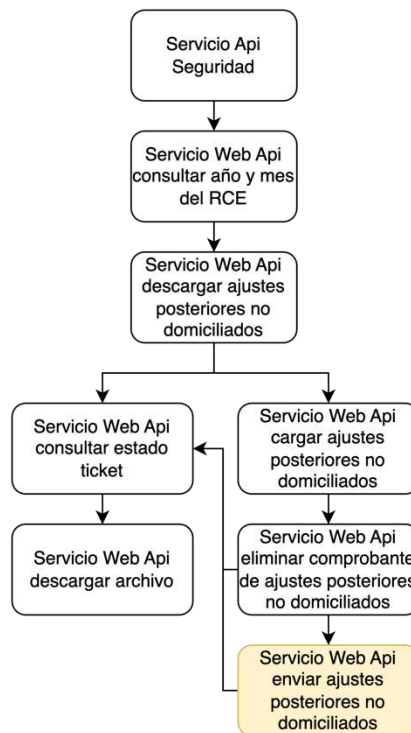 Servicio Api
Seguridad
Servicio Web Api
consultar año y mes
del RCE
Servicio Web Api
descargar ajustes
posteriores no
domiciliados
Servicio Web Api
consultar estado
ticket
Servicio Web Api
descargar archivo
Servicio Web Api
cargar ajustes
posteriores no
domiciliados
Servicio Web Api
eliminar comprobante
de ajustes posteriores
no domiciliados
Servicio Web Api
enviar ajustes
posteriores no
domiciliados